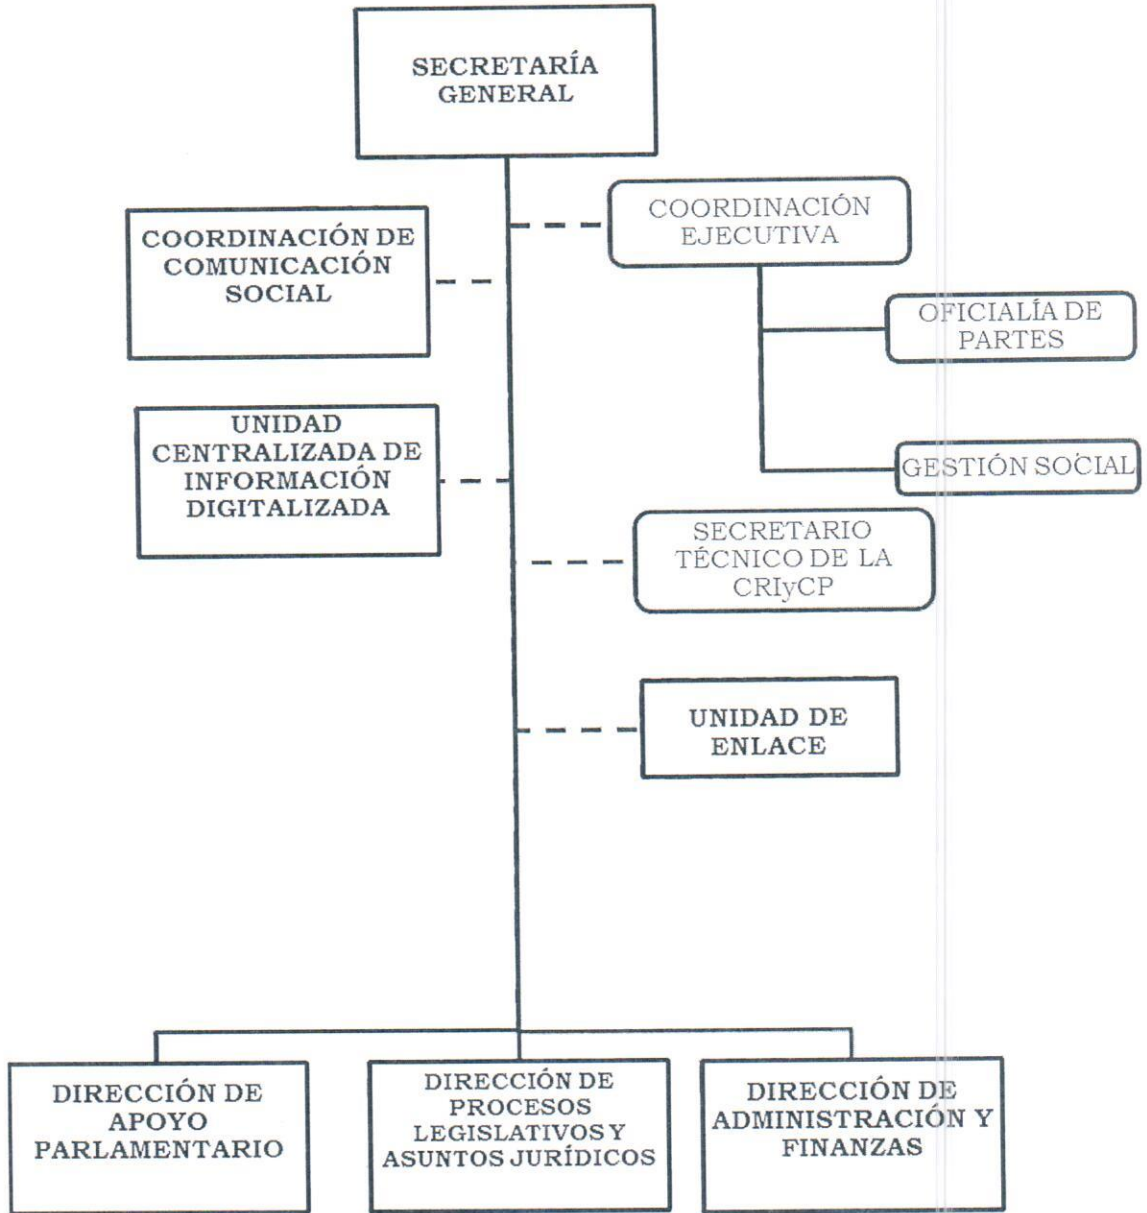 SECRETARÍA
GENERAL
COORDINACIÓN DE
COMUNICACIÓN
SOCIAL
COORDINACIÓN
EJECUTIVA
OFICIALÍA DE
PARTES
UNIDAD
CENTRALIZADA DE
INFORMACIÓN
DIGITALIZADA
GESTIÓN SOCIAL
SECRETARIO
TÉCNICO DE LA
CRIyCP
UNIDAD DE
ENLACE
DIRECCIÓN DE
APOYO
PARLAMENTARIO
DIRECCIÓN DE
PROCESOS
LEGISLATIVOS Y
ASUNTOS JURÍDICOS
DIRECCIÓN DE
ADMINISTRACIÓN Y
FINANZAS